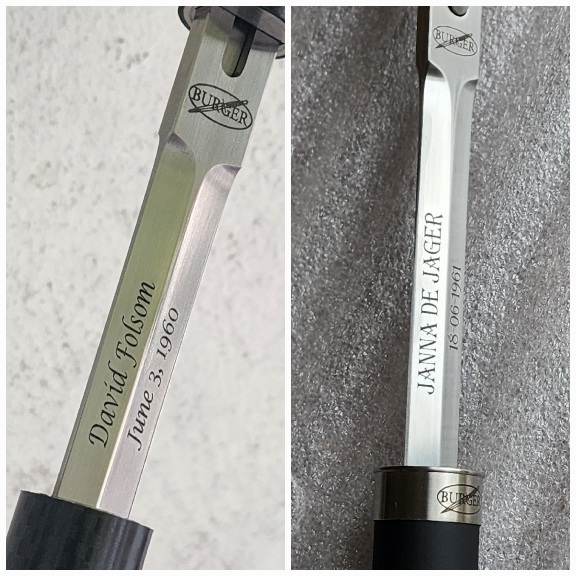 BURGER
David Folsom
June 3, 1960
BURGER
JANNA DE JAGER
18-06-1961
BURGER